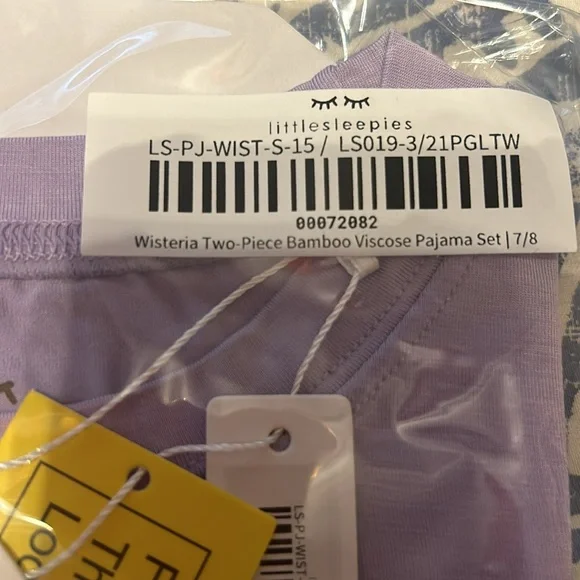 littlesleepies
LS-PJ-WIST-S-15 / LS019-3/21PGLTW
00072082
Wisteria Two-Piece Bamboo Viscose Pajama Set | 7/8
LS-PJ-WIST